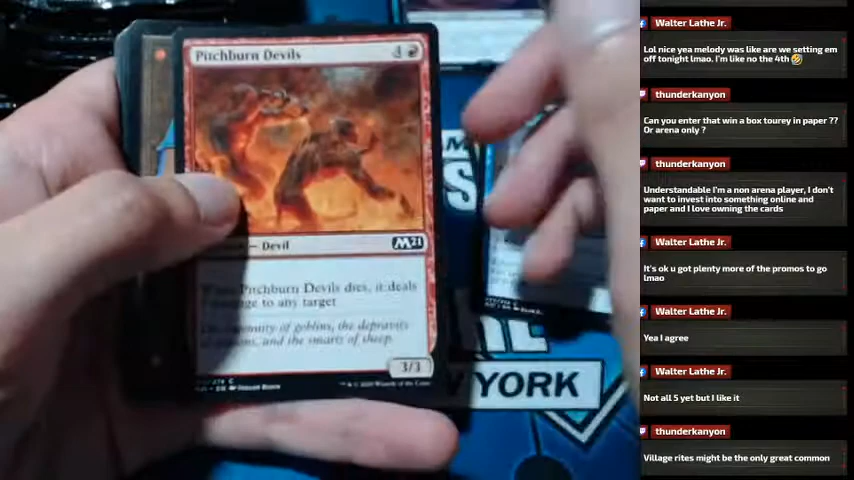 Pitchburn Devils 4
Devil
M21
Pitchburn Devils dies, it deals
to any target
of goblins, the depravity
and the smarts of sheep.
3/3
YORK
Walter Lathe Jr.
Lol nice yea melody was like are we setting em
off tonight lmao. I'm like no the 4th 🤣
thunderkanyon
Can you enter that win a box tourey in paper ??
Or arena only ?
thunderkanyon
Understandable I'm a non arena player, I don't
want to invest into something online and
paper and I love owning the cards
Walter Lathe Jr.
It's ok u got plenty more of the promos to go
lmao
Walter Lathe Jr.
Yea I agree
Walter Lathe Jr.
Not all 5 yet but I like it
thunderkanyon
Village rites might be the only great common